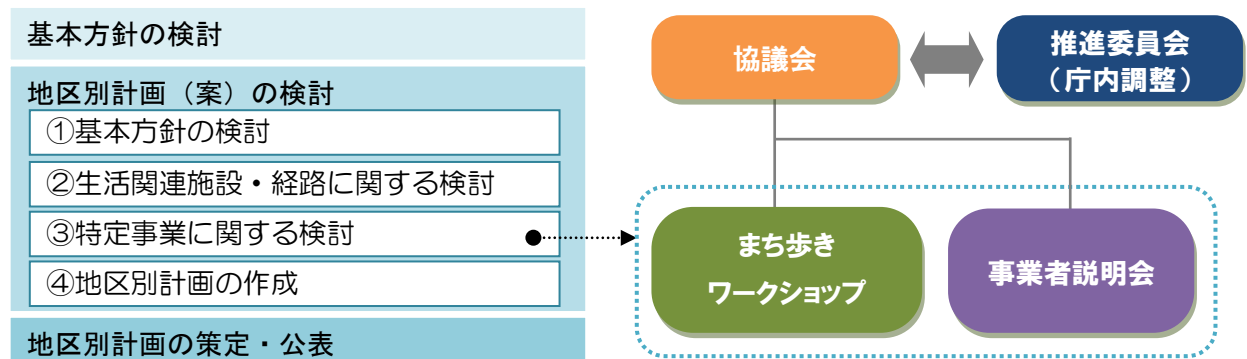 基本方針の検討
地区別計画（案）の検討
①基本方針の検討
②生活関連施設・経路に関する検討
③特定事業に関する検討
④地区別計画の作成
地区別計画の策定・公表
協議会
推進委員会
（庁内調整）
まち歩き
ワークショップ
事業者説明会